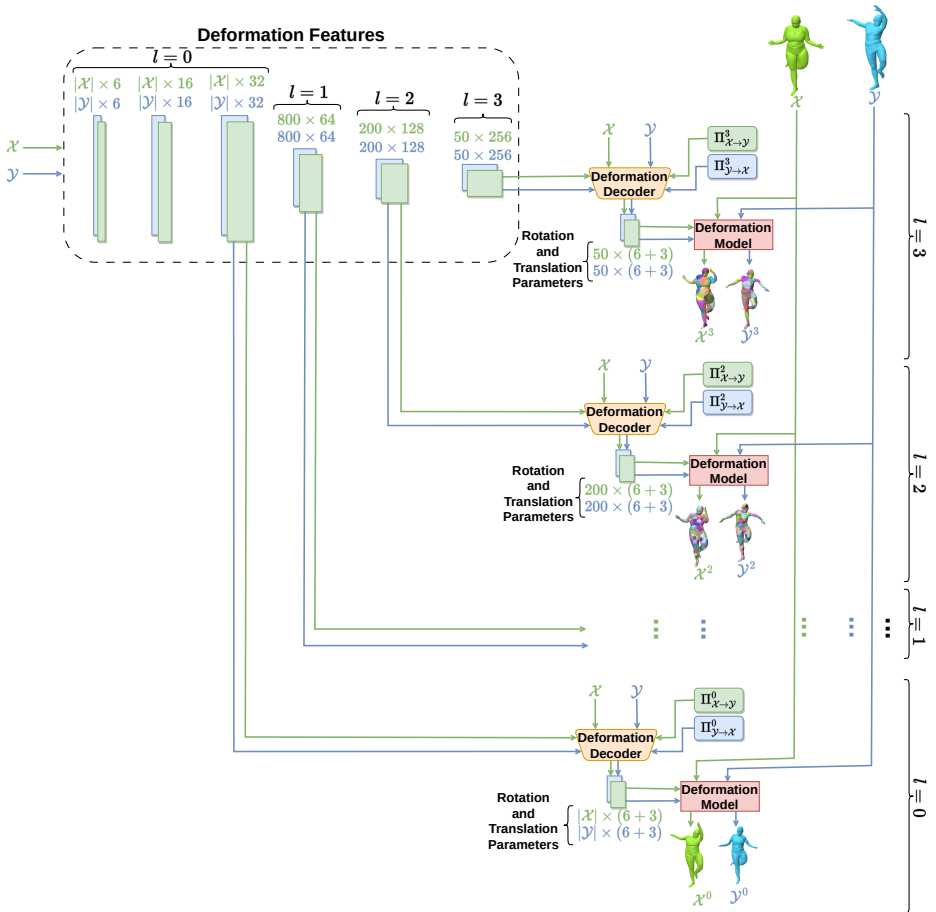 Deformation Features
l = 0
|𝒳| × 6 |𝒳| × 16 |𝒳| × 32
|𝒴| × 6 |𝒴| × 16 |𝒴| × 32
l = 1
800 × 64
800 × 64
l = 2
200 × 128
200 × 128
l = 3
50 × 256
50 × 256
𝒳
𝒴
𝒳 𝒴
l = 3
𝒳 𝒴
Π³𝒳→𝒴
Π³𝒴→𝒳
Deformation
Decoder
Deformation
Model
Rotation
and
Translation
Parameters
50 × (6 + 3)
50 × (6 + 3)
𝒳³ 𝒴³
l = 2
𝒳 𝒴
Π²𝒳→𝒴
Π²𝒴→𝒳
Deformation
Decoder
Deformation
Model
Rotation
and
Translation
Parameters
200 × (6 + 3)
200 × (6 + 3)
𝒳² 𝒴²
l = 1
l = 0
𝒳 𝒴
Π⁰𝒳→𝒴
Π⁰𝒴→𝒳
Deformation
Decoder
Deformation
Model
Rotation
and
Translation
Parameters
|𝒳| × (6 + 3)
|𝒴| × (6 + 3)
𝒳⁰ 𝒴⁰